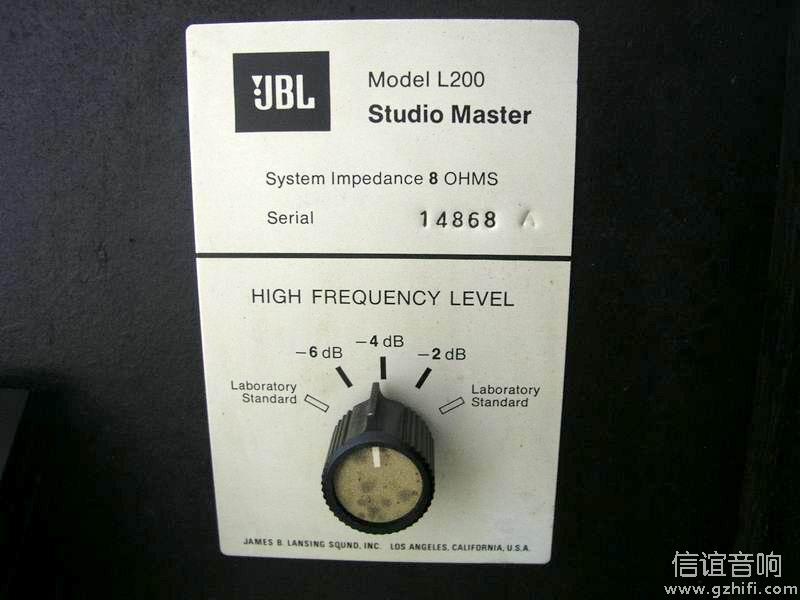 JBL
Model L200
Studio Master
System Impedance 8 OHMS
Serial 14868 A
HIGH FREQUENCY LEVEL
-6 dB -4 dB -2 dB
Laboratory Standard
Laboratory Standard
JAMES B. LANSING SOUND, INC. LOS ANGELES, CALIFORNIA, U.S.A.
信谊音响
www.gzhifi.com